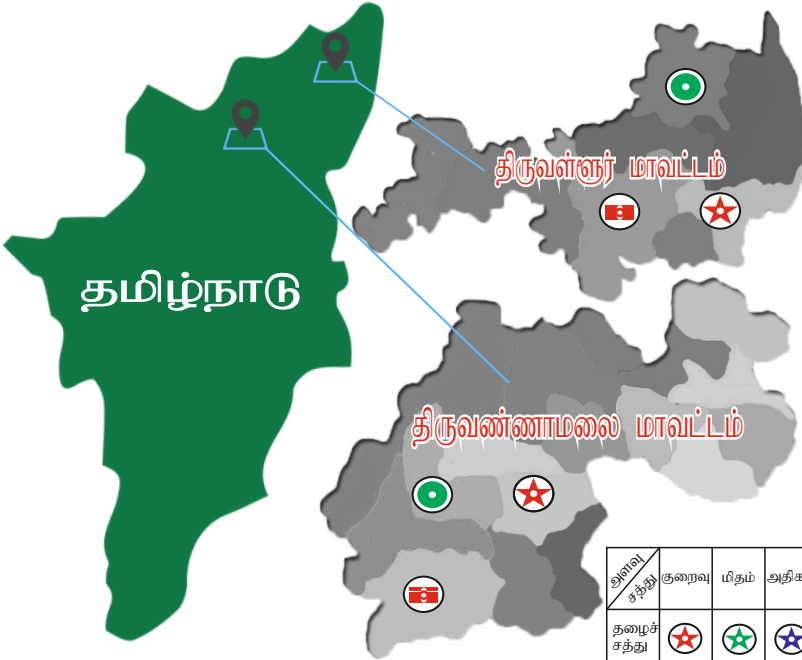 திருவள்ளூர் மாவட்டம்
தமிழ்நாடு
திருவண்ணாமலை மாவட்டம்
அளவு
சத்து
குறைவு மிதம்
தழைச்
சத்து